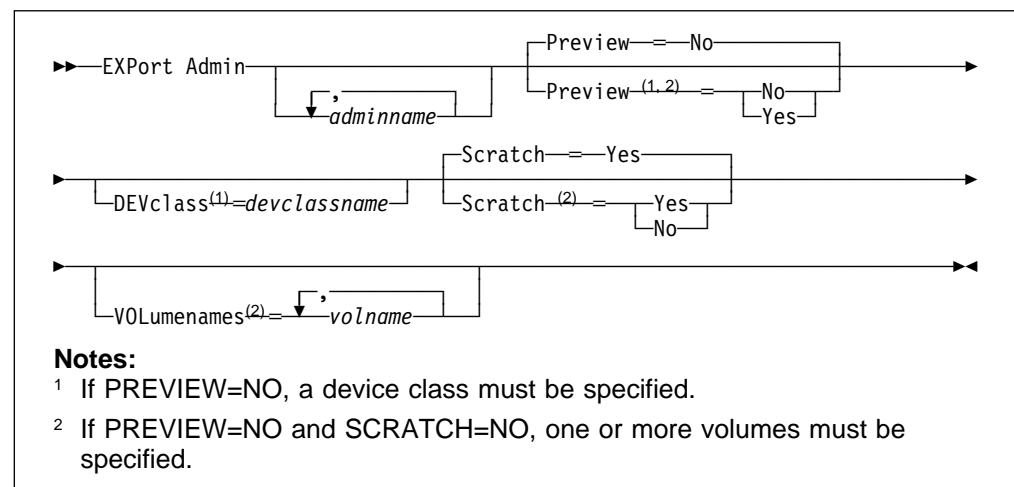 Preview = No
EXPort Admin
,
adminname
Preview (1, 2) = No
Yes
Scratch = Yes
DEVclass(1)=devclassname
Scratch (2) = Yes
No
VOLumenames(2)=
,
volname
Notes:
1 If PREVIEW=NO, a device class must be specified.
2 If PREVIEW=NO and SCRATCH=NO, one or more volumes must be
specified.